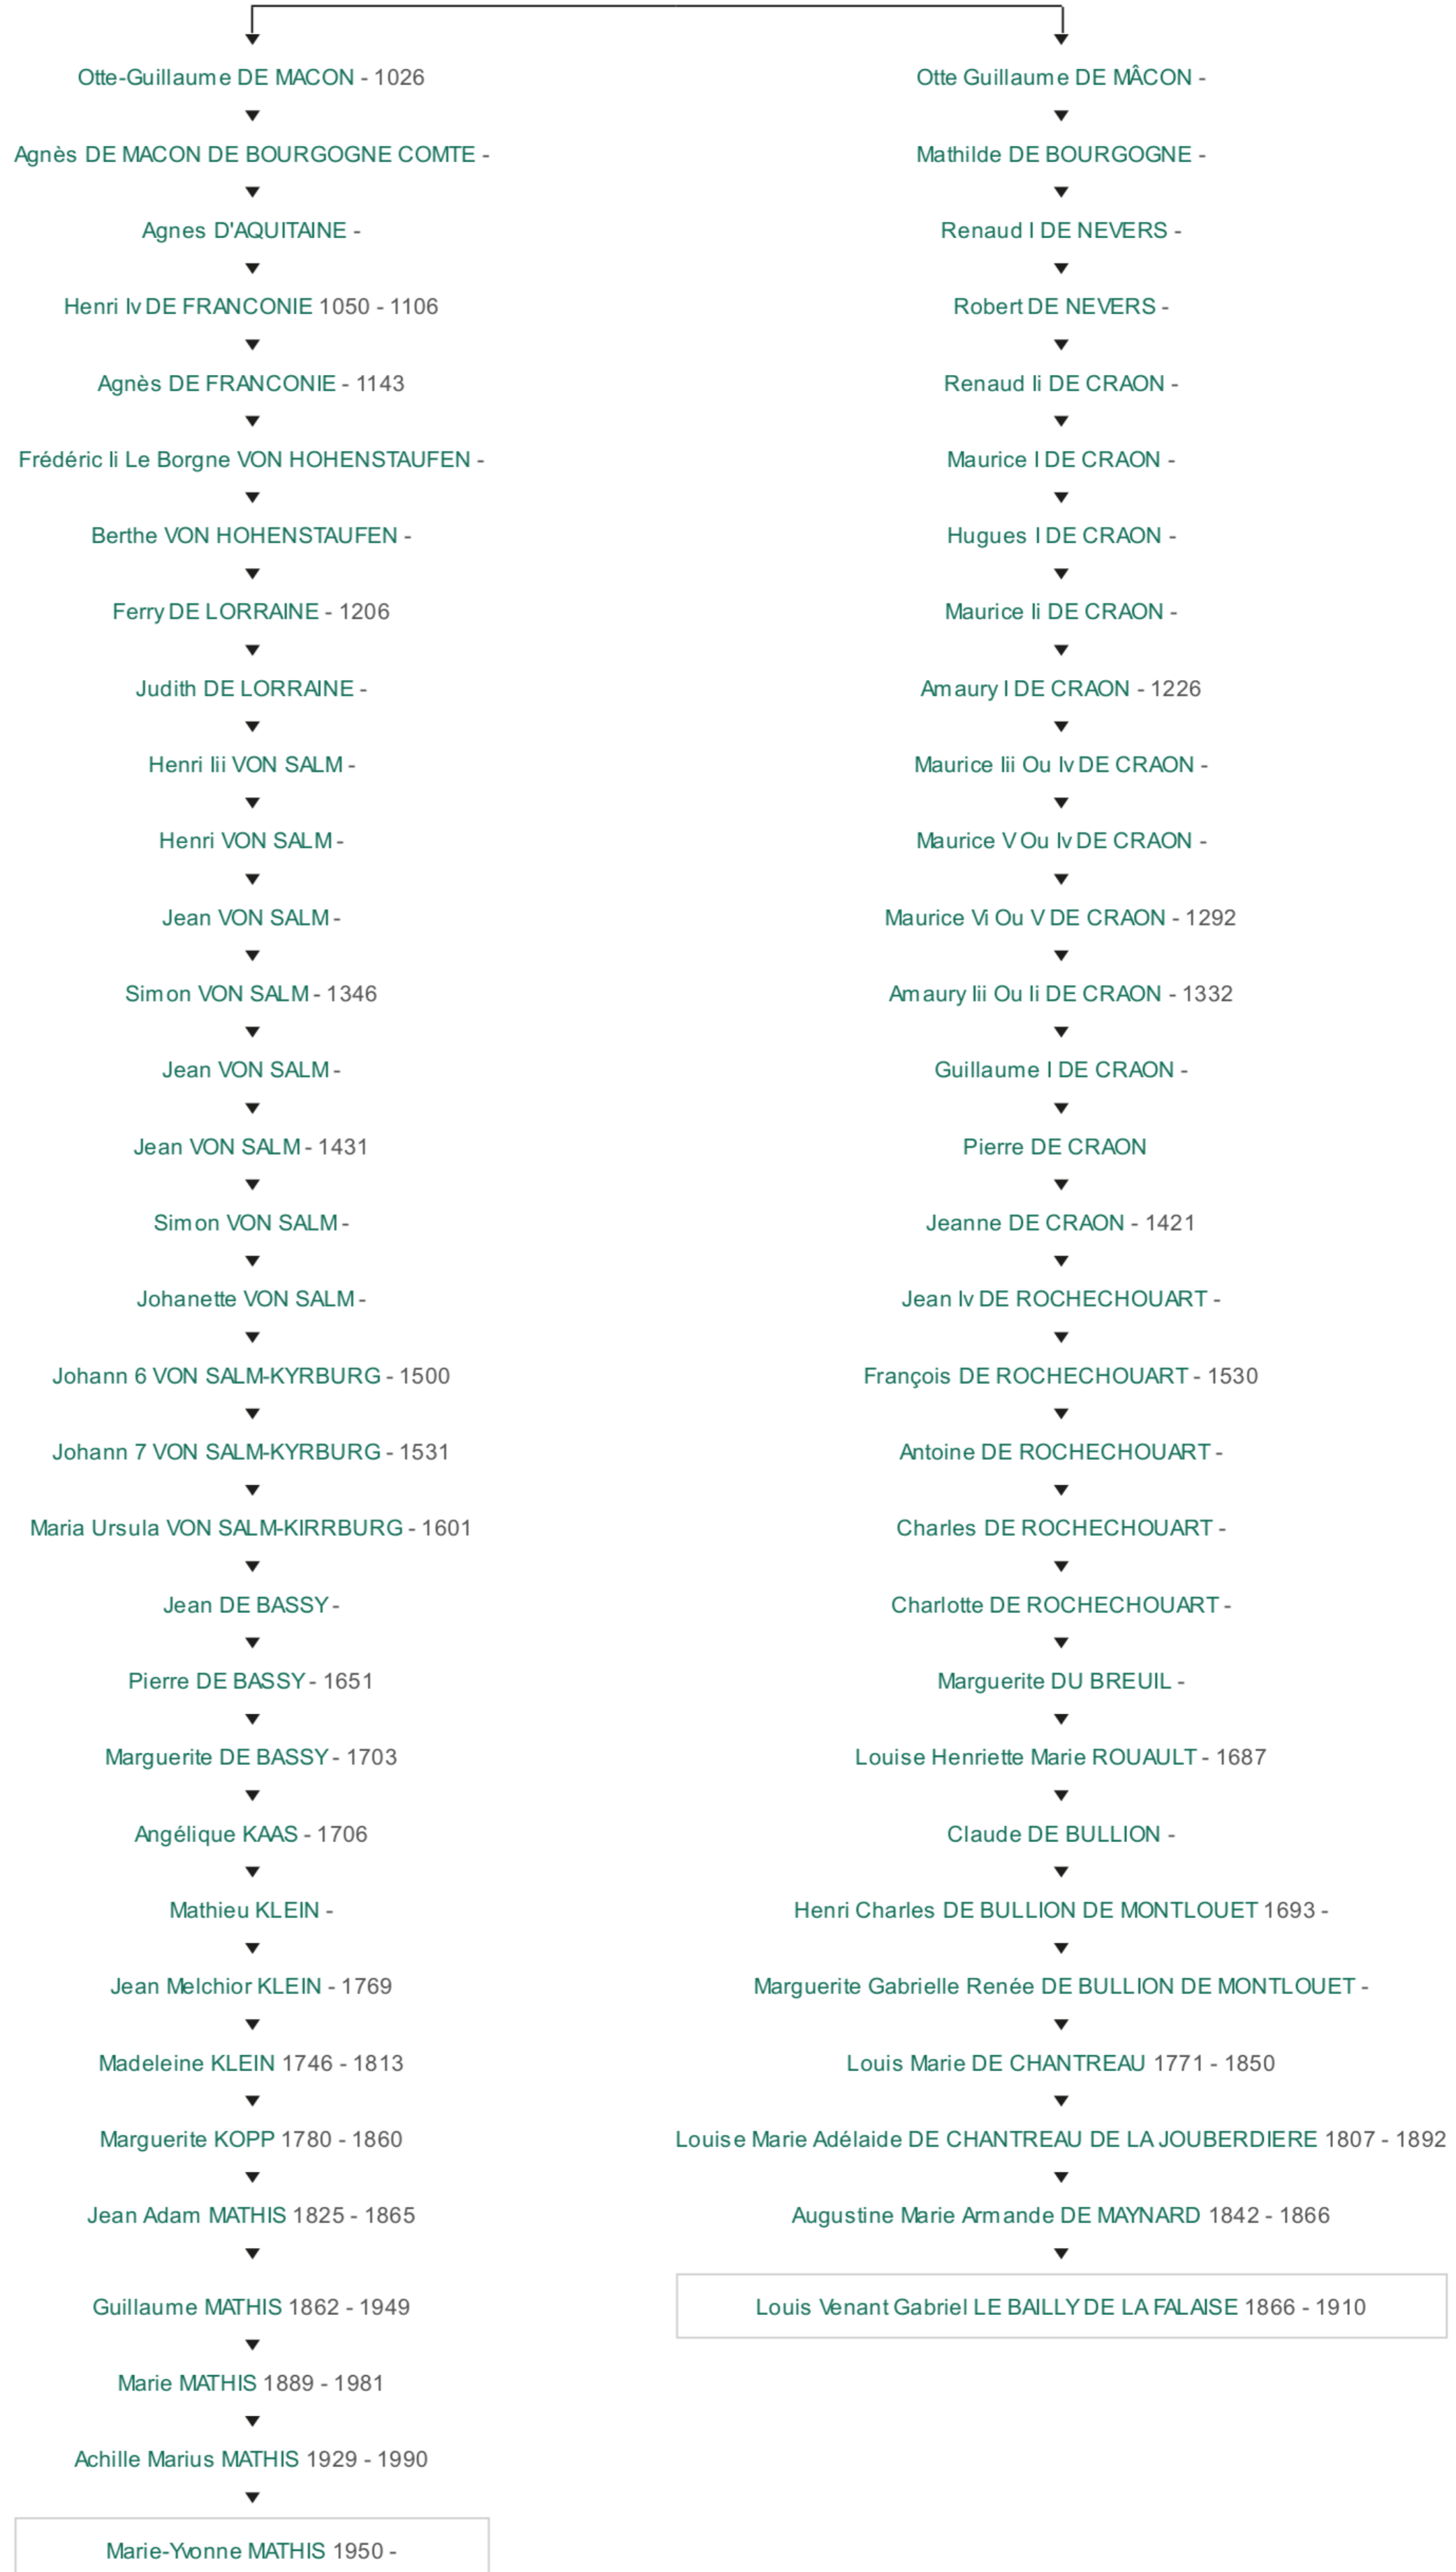 Otte-Guillaume DE MACON - 1026
Agnès DE MACON DE BOURGOGNE COMTE -
Agnes D'AQUITAINE -
Henri Iv DE FRANCONIE 1050 - 1106
Agnès DE FRANCONIE - 1143
Frédéric Ii Le Borgne VON HOHENSTAUFEN -
Berthe VON HOHENSTAUFEN -
Ferry DE LORRAINE - 1206
Judith DE LORRAINE -
Henri Iii VON SALM -
Henri VON SALM -
Jean VON SALM -
Simon VON SALM - 1346
Jean VON SALM -
Jean VON SALM - 1431
Simon VON SALM -
Johanette VON SALM -
Johann 6 VON SALM-KYRBURG - 1500
Johann 7 VON SALM-KYRBURG - 1531
Maria Ursula VON SALM-KIRRBURG - 1601
Jean DE BASSY -
Pierre DE BASSY - 1651
Marguerite DE BASSY - 1703
Angélique KAAS - 1706
Mathieu KLEIN -
Jean Melchior KLEIN - 1769
Madeleine KLEIN 1746 - 1813
Marguerite KOPP 1780 - 1860
Jean Adam MATHIS 1825 - 1865
Guillaume MATHIS 1862 - 1949
Marie MATHIS 1889 - 1981
Achille Marius MATHIS 1929 - 1990
Marie-Yvonne MATHIS 1950 -
Otte Guillaume DE MÂCON -
Mathilde DE BOURGOGNE -
Renaud I DE NEVERS -
Robert DE NEVERS -
Renaud Ii DE CRAON -
Maurice I DE CRAON -
Hugues I DE CRAON -
Maurice Ii DE CRAON -
Amaury I DE CRAON - 1226
Maurice Iii Ou Iv DE CRAON -
Maurice V Ou Iv DE CRAON -
Maurice Vi Ou V DE CRAON - 1292
Amaury Iii Ou Ii DE CRAON - 1332
Guillaume I DE CRAON -
Pierre DE CRAON
Jeanne DE CRAON - 1421
Jean Iv DE ROCHECHOUART -
François DE ROCHECHOUART - 1530
Antoine DE ROCHECHOUART -
Charles DE ROCHECHOUART -
Charlotte DE ROCHECHOUART -
Marguerite DU BREUIL -
Louise Henriette Marie ROUAULT - 1687
Claude DE BULLION -
Henri Charles DE BULLION DE MONTLOUET 1693 -
Marguerite Gabrielle Renée DE BULLION DE MONTLOUET -
Louis Marie DE CHANTREAU 1771 - 1850
Louise Marie Adélaide DE CHANTREAU DE LA JOUBERDIERE 1807 - 1892
Augustine Marie Armande DE MAYNARD 1842 - 1866
Louis Venant Gabriel LE BAILLY DE LA FALAISE 1866 - 1910